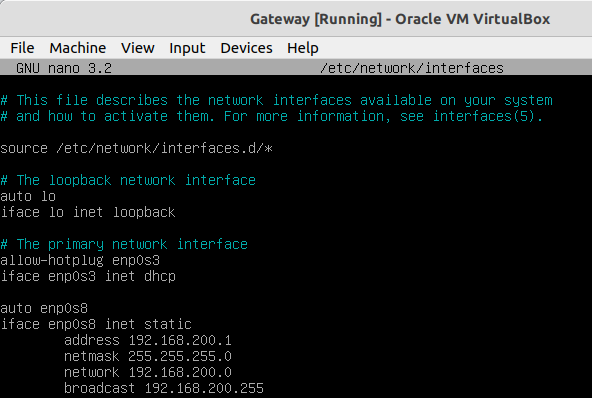 Gateway [Running] - Oracle VM VirtualBox
File Machine View Input Devices Help
GNU nano 3.2 /etc/network/interfaces
# This file describes the network interfaces available on your system
# and how to activate them. For more information, see interfaces(5).
source /etc/network/interfaces.d/*
# The loopback network interface
auto lo
iface lo inet loopback
# The primary network interface
allow-hotplug enp0s3
iface enp0s3 inet dhcp
auto enp0s8
iface enp0s8 inet static
address 192.168.200.1
netmask 255.255.255.0
network 192.168.200.0
broadcast 192.168.200.255